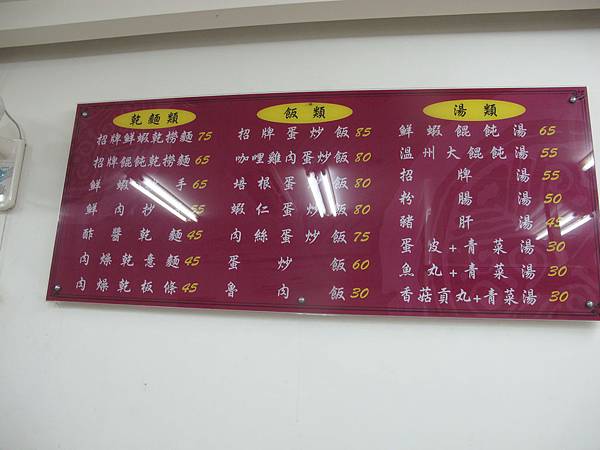 乾麵類
招牌鮮蝦乾撈麵 75
招牌餛飩乾撈麵 65
鮮蝦 手 65
鮮肉抄 55
酢醬乾麵 45
肉燥乾意麵 45
肉燥乾板條 45
飯類
招牌蛋炒飯 85
咖哩雞肉蛋炒飯 80
培根蛋炒飯 80
蝦仁蛋炒飯 80
肉絲蛋炒飯 75
蛋炒飯 60
魯肉飯 30
湯類
鮮蝦餛飩湯 65
溫州大餛飩湯 55
招牌湯 55
粉腸湯 50
豬肝湯 45
蛋皮+青菜湯 30
魚丸+青菜湯 30
香菇貢丸+青菜湯 30